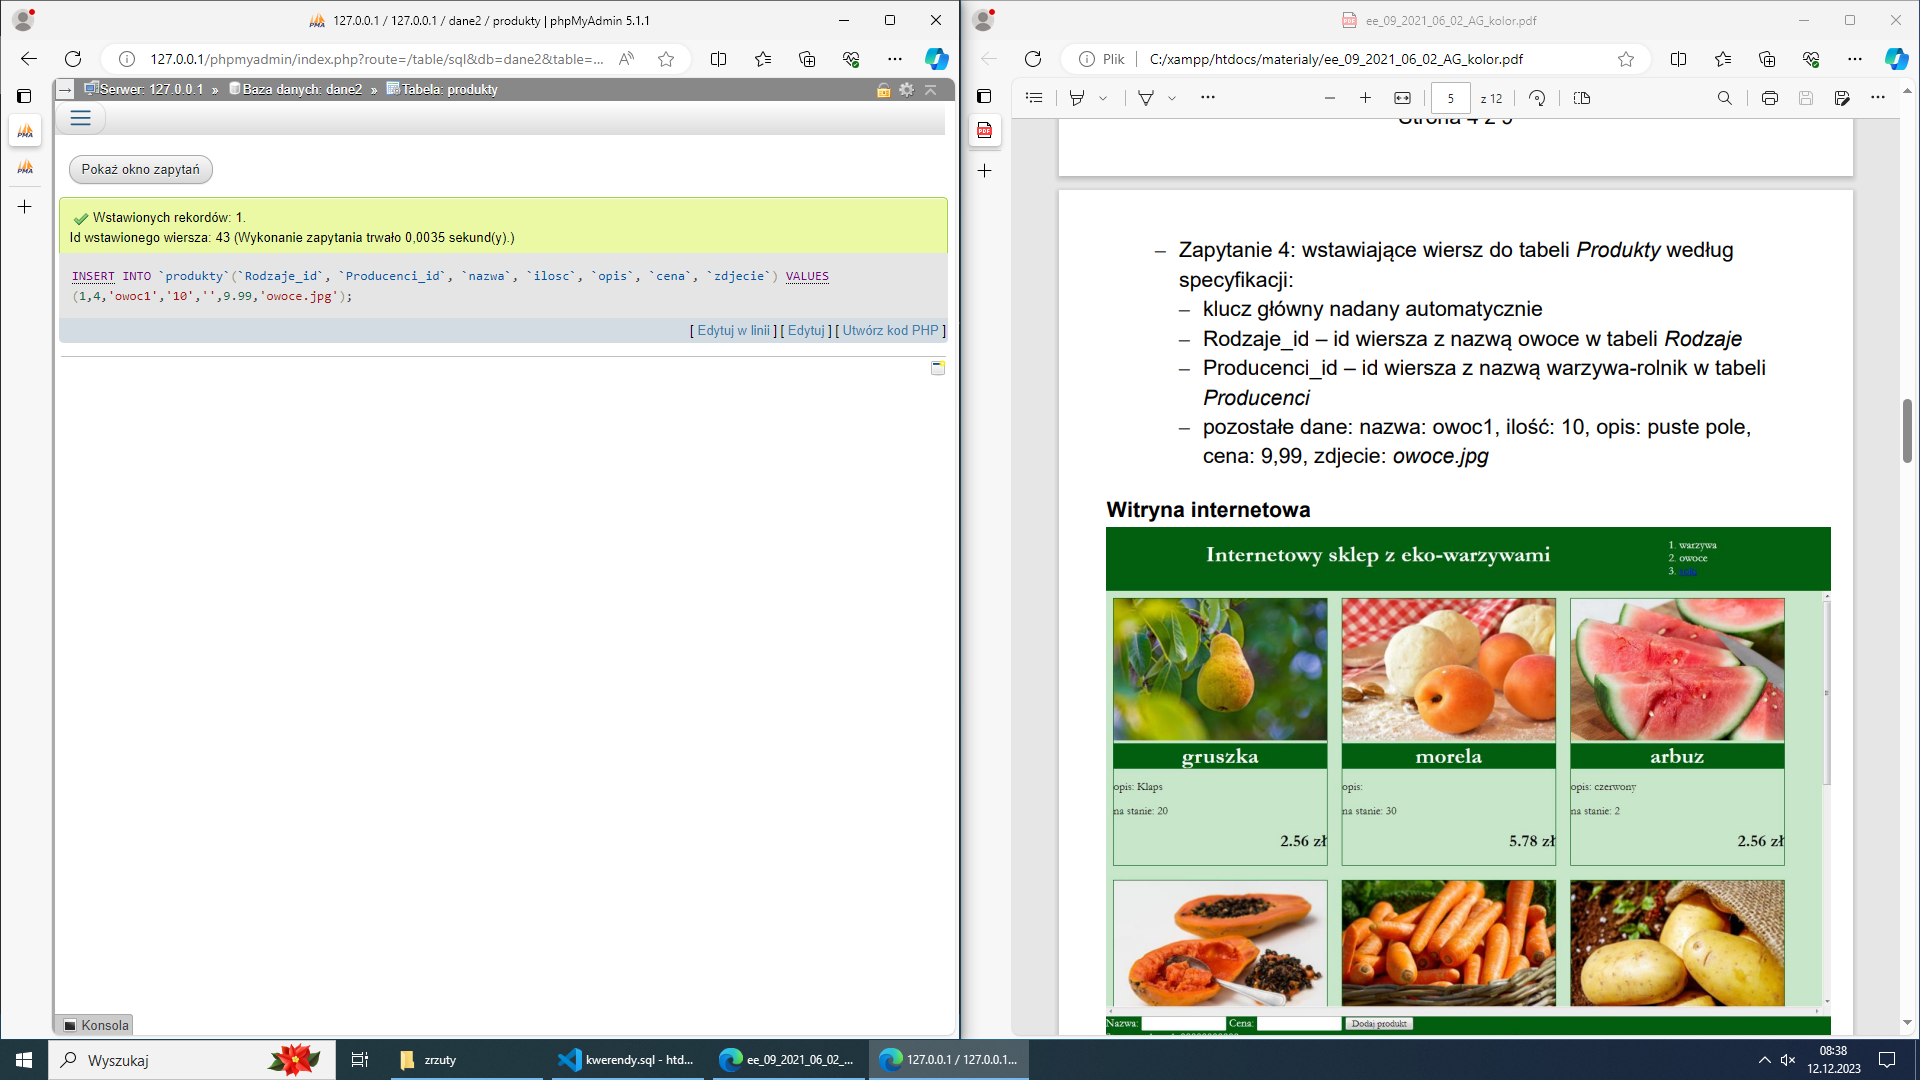 127.0.0.1 / 127.0.0.1 / dane2 / produkty | phpMyAdmin 5.1.1
127.0.0.1/phpmyadmin/index.php?route=/table/sql&db=dane2&table=...
Serwer: 127.0.0.1 » Baza danych: dane2 » Tabela: produkty
Pokaż okno zapytań
Wstawionych rekordów: 1.
Id wstawionego wiersza: 43 (Wykonanie zapytania trwało 0,0035 sekund(y).)
INSERT INTO `produkty`(`Rodzaje_id`, `Producenci_id`, `nazwa`, `ilosc`, `opis`, `cena`, `zdjecie`) VALUES
(1,4,'owoc1','10','',9.99,'owoce.jpg');
[ Edytuj w linii ] [ Edytuj ] [ Utwórz kod PHP ]
Konsola
ee_09_2021_06_02_AG_kolor.pdf
Plik C:/xampp/htdocs/materialy/ee_09_2021_06_02_AG_kolor.pdf
5 z 12
Strona 4 z 9
– Zapytanie 4: wstawiające wiersz do tabeli Produkty według
specyfikacji:
– klucz główny nadany automatycznie
– Rodzaje_id – id wiersza z nazwą owoce w tabeli Rodzaje
– Producenci_id – id wiersza z nazwą warzywa-rolnik w tabeli
Producenci
– pozostałe dane: nazwa: owoc1, ilość: 10, opis: puste pole,
cena: 9,99, zdjecie: owoce.jpg
Witryna internetowa
Internetowy sklep z eko-warzywami
1. warzywa
2. owoce
3.
gruszka
opis: Klaps
na stanie: 20
2.56 zł
morela
opis:
na stanie: 30
5.78 zł
arbuz
opis: czerwony
na stanie: 2
2.56 zł
Nazwa: Cena: Dodaj produkt
Wyszukaj
zrzuty
kwerendy.sql - htd...
ee_09_2021_06_02_...
127.0.0.1 / 127.0.0.1...
08:38
12.12.2023